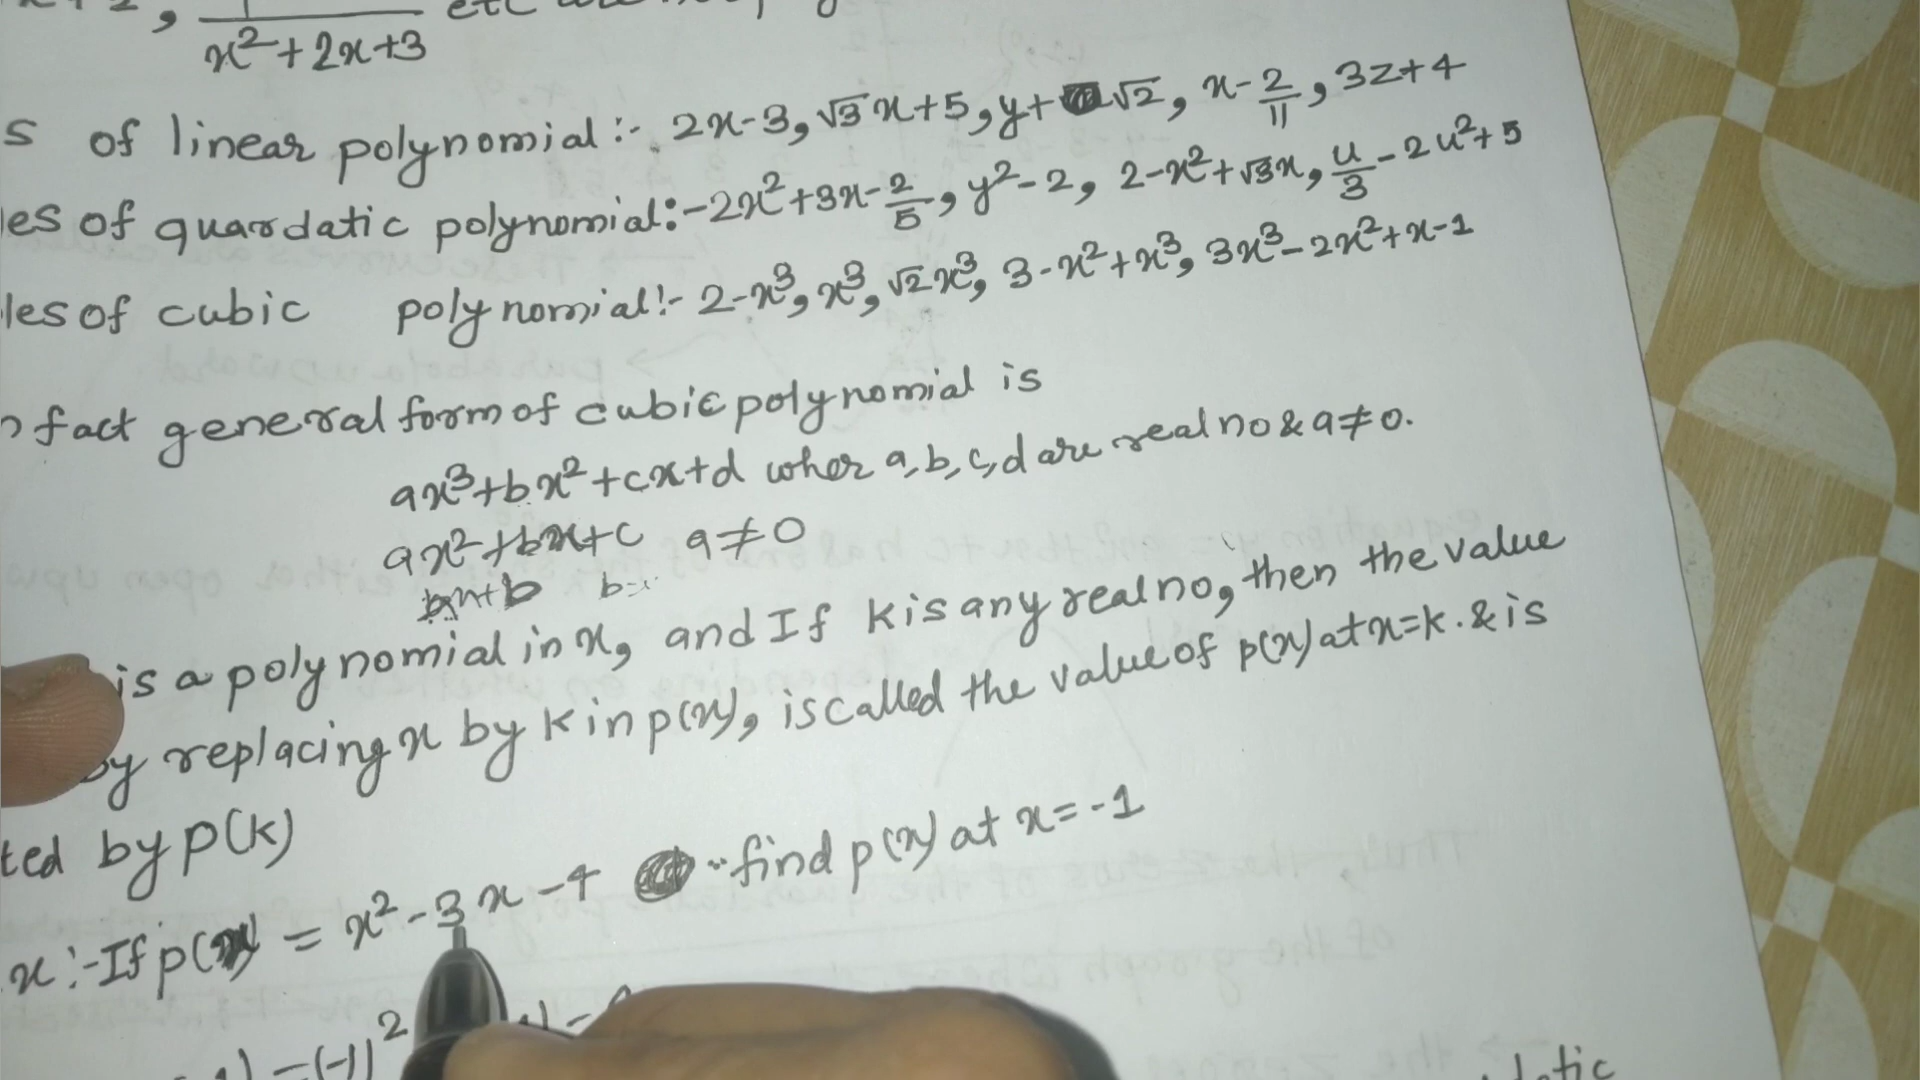 x²+2x+3
s of linear polynomial :- 2x-3, √3x+5, y+√2, x-2/11, 3z+4
les of quardatic polynomial:- 2x²+3x-2/5, y²-2, 2-x²+√3x, u/3-2u²+5
les of cubic polynomial:- 2-x³, x³, √2x³, 3-x²+x³, 3x³-2x²+x-1
fact general form of cubic polynomial is
ax³+bx²+cx+d wher a,b,c,d are real no & a≠0.
ax²+bx+c a≠0
is a polynomial in x, and If k is any real no, then the value
by replacing x by k in p(x), is called the value of p(x) at x=k. & is
ted by p(k)
x:- If p(x) = x²-3x-4 find p(x) at x=-1
=(-1)²